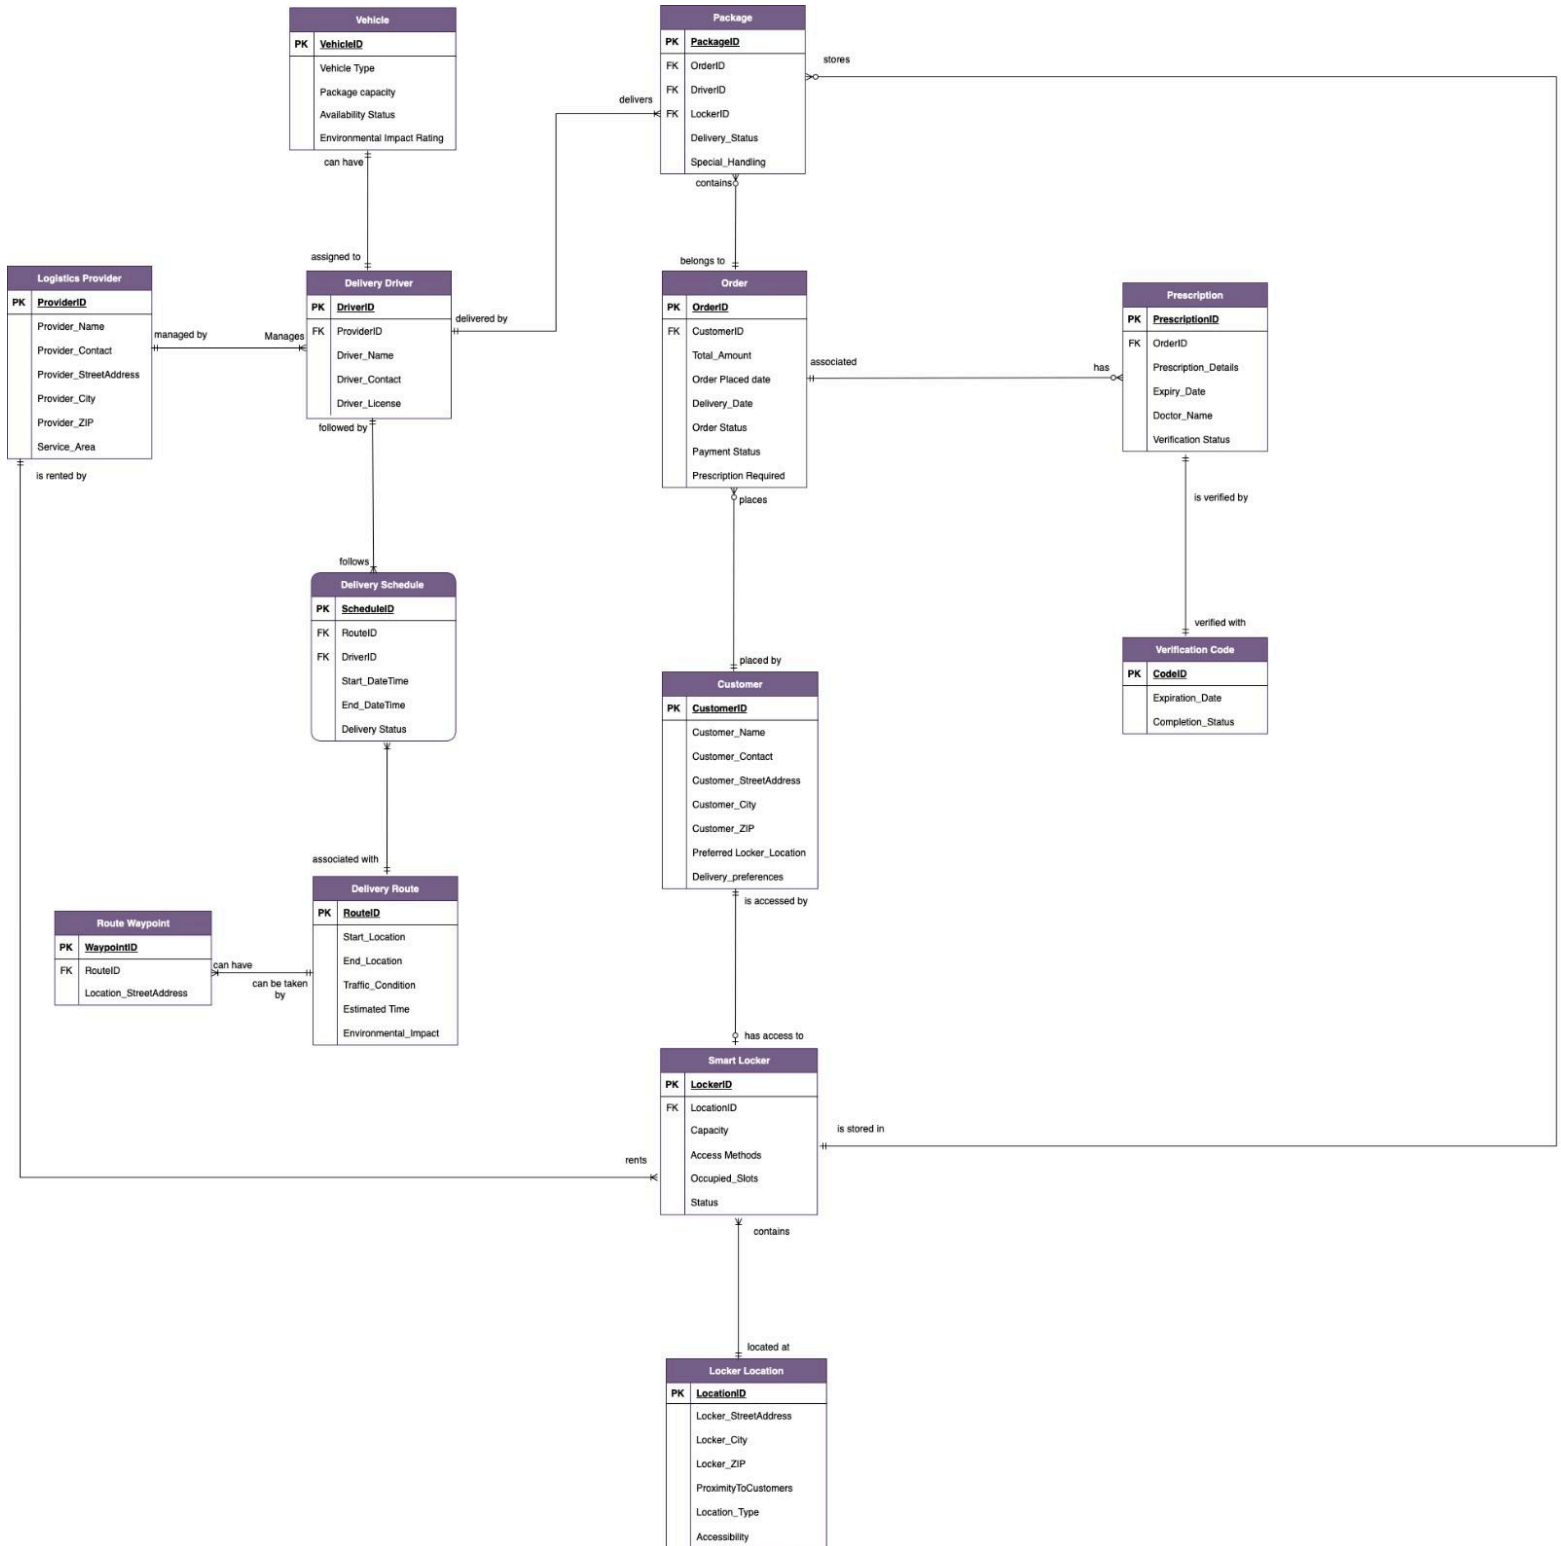 Vehicle
PK VehicleID
Vehicle Type
Package capacity
Availability Status
Environmental Impact Rating
can have
assigned to
Package
PK PackageID
FK OrderID
FK DriverID
FK LockerID
Delivery_Status
Special_Handling
stores
delivers
contains
belongs to
Logistics Provider
PK ProviderID
Provider_Name
Provider_Contact
Provider_StreetAddress
Provider_City
Provider_ZIP
Service_Area
managed by
Manages
is rented by
Delivery Driver
PK DriverID
FK ProviderID
Driver_Name
Driver_Contact
Driver_License
delivered by
followed by
follows
Order
PK OrderID
FK CustomerID
Total_Amount
Order Placed date
Delivery_Date
Order Status
Payment Status
Prescription Required
associated
has
places
placed by
Prescription
PK PrescriptionID
FK OrderID
Prescription_Details
Expiry_Date
Doctor_Name
Verification Status
is verified by
verified with
Verification Code
PK CodeID
Expiration_Date
Completion_Status
Delivery Schedule
PK ScheduleID
FK RouteID
FK DriverID
Start_DateTime
End_DateTime
Delivery Status
associated with
Customer
PK CustomerID
Customer_Name
Customer_Contact
Customer_StreetAddress
Customer_City
Customer_ZIP
Preferred Locker_Location
Delivery_preferences
is accessed by
has access to
Delivery Route
PK RouteID
Start_Location
End_Location
Traffic_Condition
Estimated Time
Environmental_Impact
Route Waypoint
PK WaypointID
FK RouteID
Location_StreetAddress
can have
can be taken
by
Smart Locker
PK LockerID
FK LocationID
Capacity
Access Methods
Occupied_Slots
Status
is stored in
rents
contains
located at
Locker Location
PK LocationID
Locker_StreetAddress
Locker_City
Locker_ZIP
ProximityToCustomers
Location_Type
Accessibility